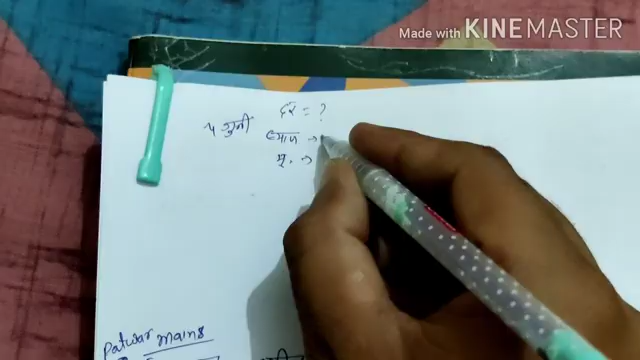 Made with KINEMASTER
दर = ?
५ गुनी
ब्याज →
मू. →
Patwar mains